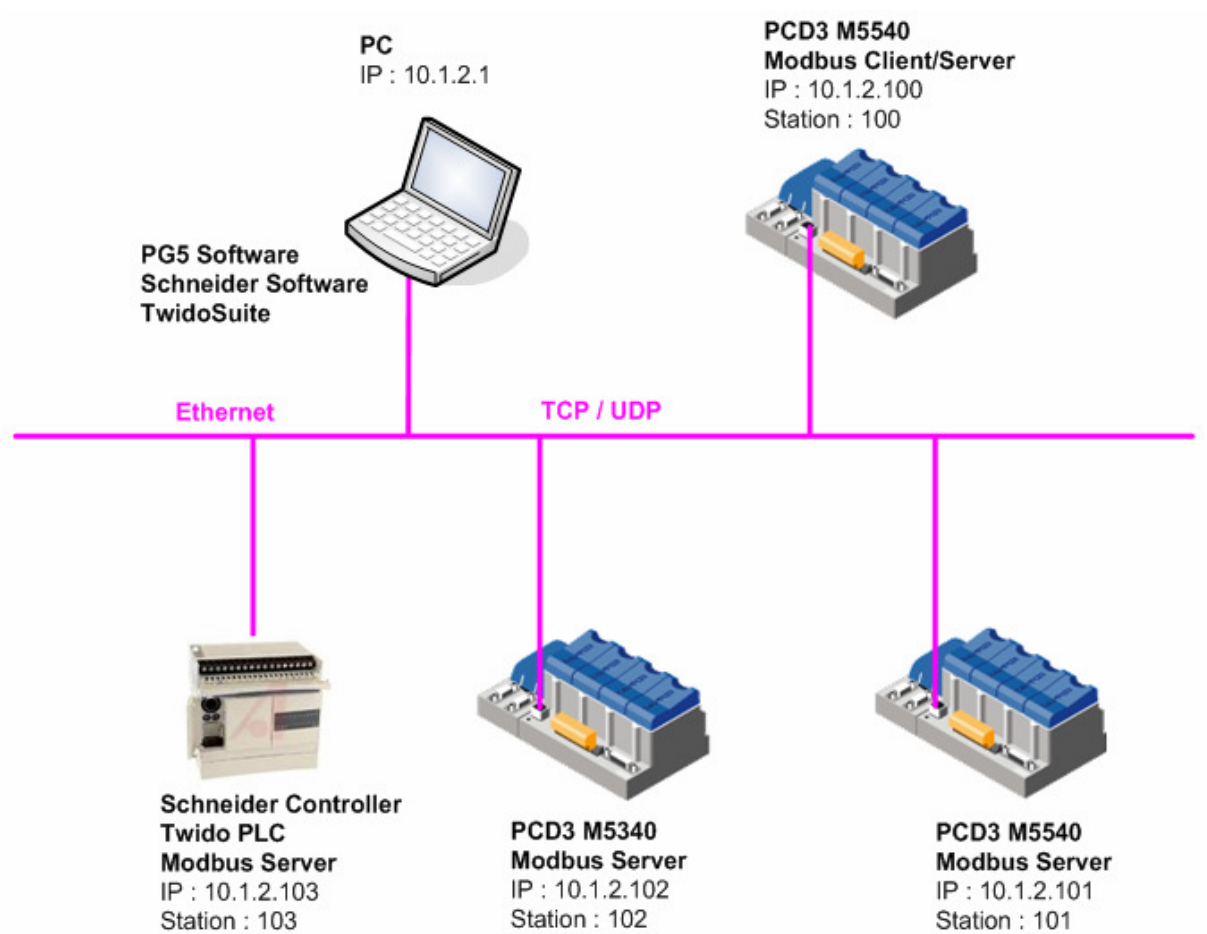 PC
IP : 10.1.2.1
PCD3 M5540
Modbus Client/Server
IP : 10.1.2.100
Station : 100
PG5 Software
Schneider Software
TwidoSuite
Ethernet
TCP / UDP
Schneider Controller
Twido PLC
Modbus Server
IP : 10.1.2.103
Station : 103
PCD3 M5340
Modbus Server
IP : 10.1.2.102
Station : 102
PCD3 M5540
Modbus Server
IP : 10.1.2.101
Station : 101